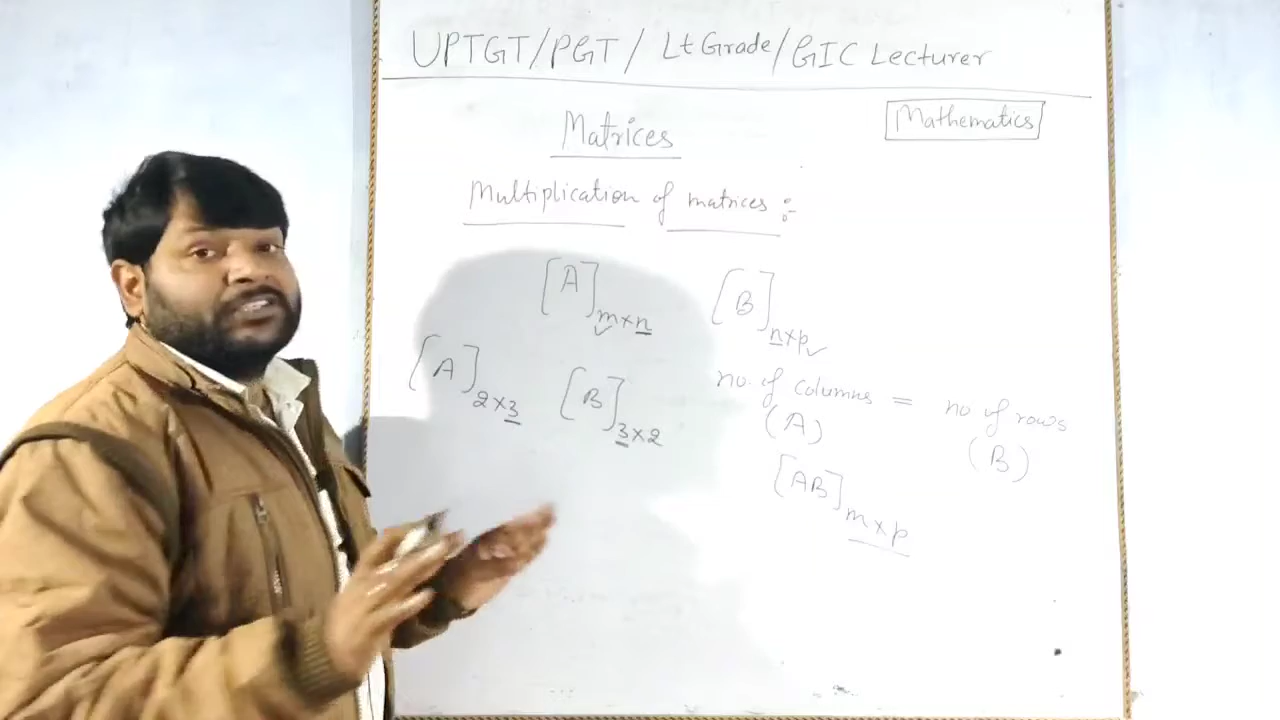 UPTGT/PGT/ Lt Grade/GIC Lecturer
Mathematics
Matrices
Multiplication of matrices :-
[A] m×n [B] n×p
[A] 2×3 [B] 3×2
no. of columns = no of rows
(A) (B)
[AB] m×p